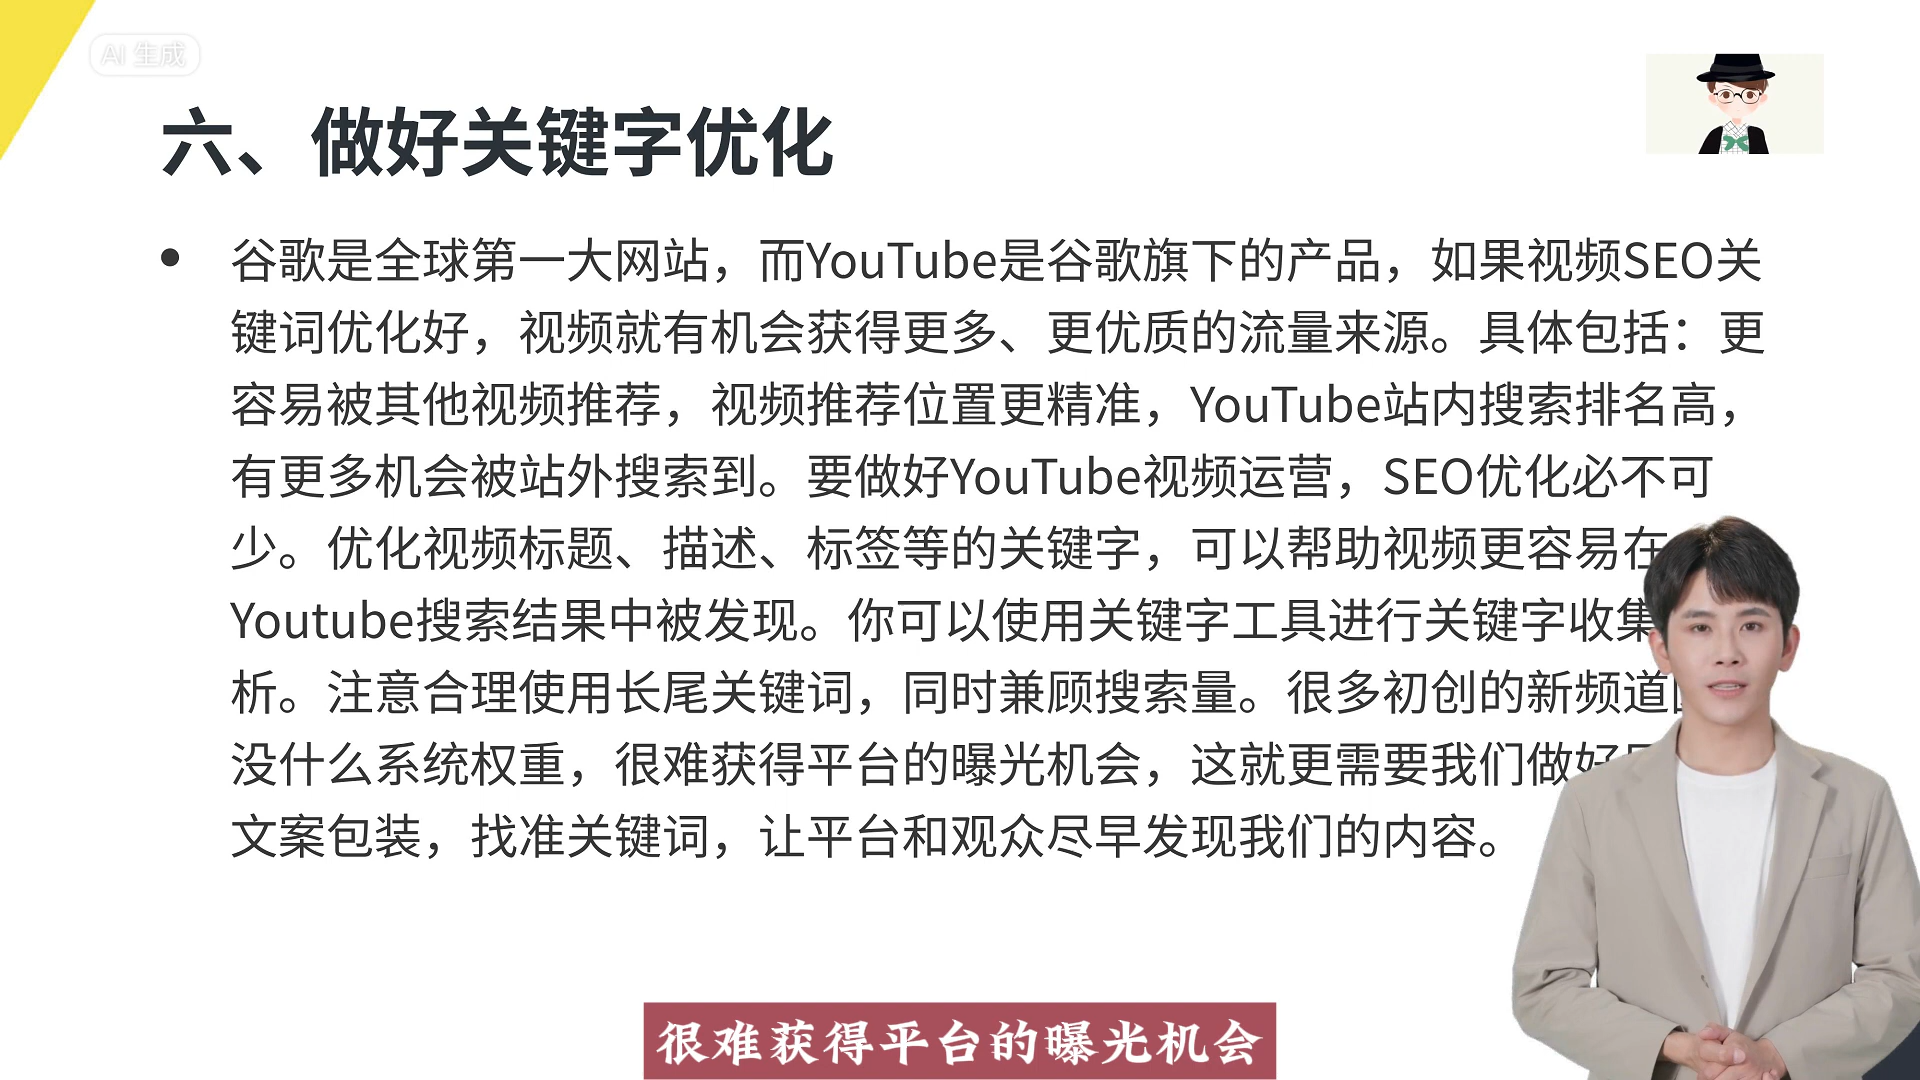 AI 生成
六、做好关键字优化
谷歌是全球第一大网站，而YouTube是谷歌旗下的产品，如果视频SEO关
键词优化好，视频就有机会获得更多、更优质的流量来源。具体包括：更
容易被其他视频推荐，视频推荐位置更精准，YouTube站内搜索排名高，
有更多机会被站外搜索到。要做好YouTube视频运营，SEO优化必不可
少。优化视频标题、描述、标签等的关键字，可以帮助视频更容易在
Youtube搜索结果中被发现。你可以使用关键字工具进行关键字收集
析。注意合理使用长尾关键词，同时兼顾搜索量。很多初创的新频道
没什么系统权重，很难获得平台的曝光机会，这就更需要我们做好
文案包装，找准关键词，让平台和观众尽早发现我们的内容。
很难获得平台的曝光机会